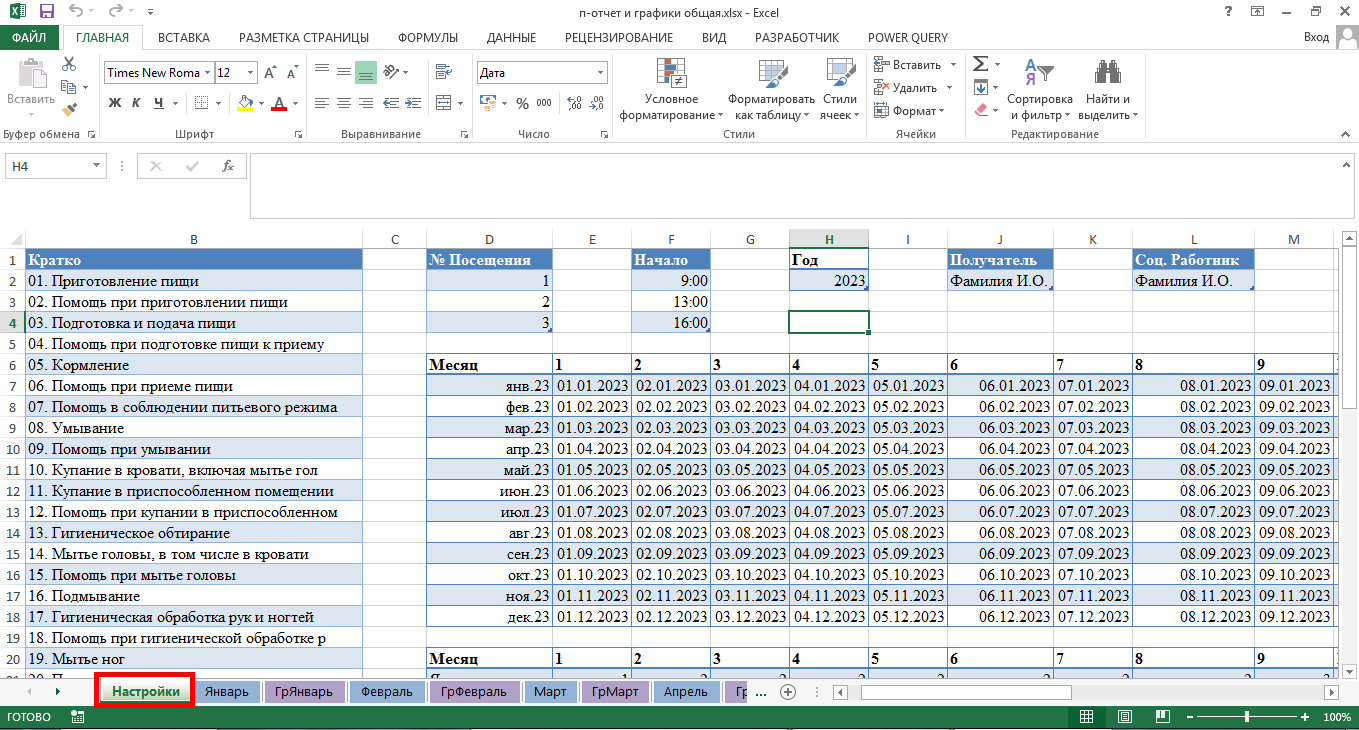 п-отчет и графики общая.xlsx - Excel
ФАЙЛ ГЛАВНАЯ ВСТАВКА РАЗМЕТКА СТРАНИЦЫ ФОРМУЛЫ ДАННЫЕ РЕЦЕНЗИРОВАНИЕ ВИД РАЗРАБОТЧИК POWER QUERY Вход
Вставить
Times New Roma 12
Ж К Ч
Дата
% 000
Условное форматирование
Форматировать как таблицу
Стили ячеек
Вставить
Удалить
Формат
Сортировка и фильтр
Найти и выделить
Буфер обмена Шрифт Выравнивание Число Стили Ячейки Редактирование
H4 fx
B C D E F G H I J K L M
1 Кратко № Посещения Начало Год Получатель Соц. Работник
2 01. Приготовление пищи 1 9:00 2023 Фамилия И.О. Фамилия И.О.
3 02. Помощь при приготовлении пищи 2 13:00
4 03. Подготовка и подача пищи 3 16:00
5 04. Помощь при подготовке пищи к приему
6 05. Кормление Месяц 1 2 3 4 5 6 7 8 9
7 06. Помощь при приеме пищи янв.23 01.01.2023 02.01.2023 03.01.2023 04.01.2023 05.01.2023 06.01.2023 07.01.2023 08.01.2023 09.01.2023
8 07. Помощь в соблюдении питьевого режима фев.23 01.02.2023 02.02.2023 03.02.2023 04.02.2023 05.02.2023 06.02.2023 07.02.2023 08.02.2023 09.02.2023
9 08. Умывание мар.23 01.03.2023 02.03.2023 03.03.2023 04.03.2023 05.03.2023 06.03.2023 07.03.2023 08.03.2023 09.03.2023
10 09. Помощь при умывании апр.23 01.04.2023 02.04.2023 03.04.2023 04.04.2023 05.04.2023 06.04.2023 07.04.2023 08.04.2023 09.04.2023
11 10. Купание в кровати, включая мытье гол май.23 01.05.2023 02.05.2023 03.05.2023 04.05.2023 05.05.2023 06.05.2023 07.05.2023 08.05.2023 09.05.2023
12 11. Купание в приспособленном помещении июн.23 01.06.2023 02.06.2023 03.06.2023 04.06.2023 05.06.2023 06.06.2023 07.06.2023 08.06.2023 09.06.2023
13 12. Помощь при купании в приспособленном июл.23 01.07.2023 02.07.2023 03.07.2023 04.07.2023 05.07.2023 06.07.2023 07.07.2023 08.07.2023 09.07.2023
14 13. Гигиеническое обтирание авг.23 01.08.2023 02.08.2023 03.08.2023 04.08.2023 05.08.2023 06.08.2023 07.08.2023 08.08.2023 09.08.2023
15 14. Мытье головы, в том числе в кровати сен.23 01.09.2023 02.09.2023 03.09.2023 04.09.2023 05.09.2023 06.09.2023 07.09.2023 08.09.2023 09.09.2023
16 15. Помощь при мытье головы окт.23 01.10.2023 02.10.2023 03.10.2023 04.10.2023 05.10.2023 06.10.2023 07.10.2023 08.10.2023 09.10.2023
17 16. Подмывание ноя.23 01.11.2023 02.11.2023 03.11.2023 04.11.2023 05.11.2023 06.11.2023 07.11.2023 08.11.2023 09.11.2023
18 17. Гигиеническая обработка рук и ногтей дек.23 01.12.2023 02.12.2023 03.12.2023 04.12.2023 05.12.2023 06.12.2023 07.12.2023 08.12.2023 09.12.2023
19 18. Помощь при гигиенической обработке р
20 19. Мытье ног Месяц 1 2 3 4 5 6 7 8 9
Настройки Январь ГрЯнварь Февраль ГрФевраль Март ГрМарт Апрель Гр ...
ГОТОВО 100%